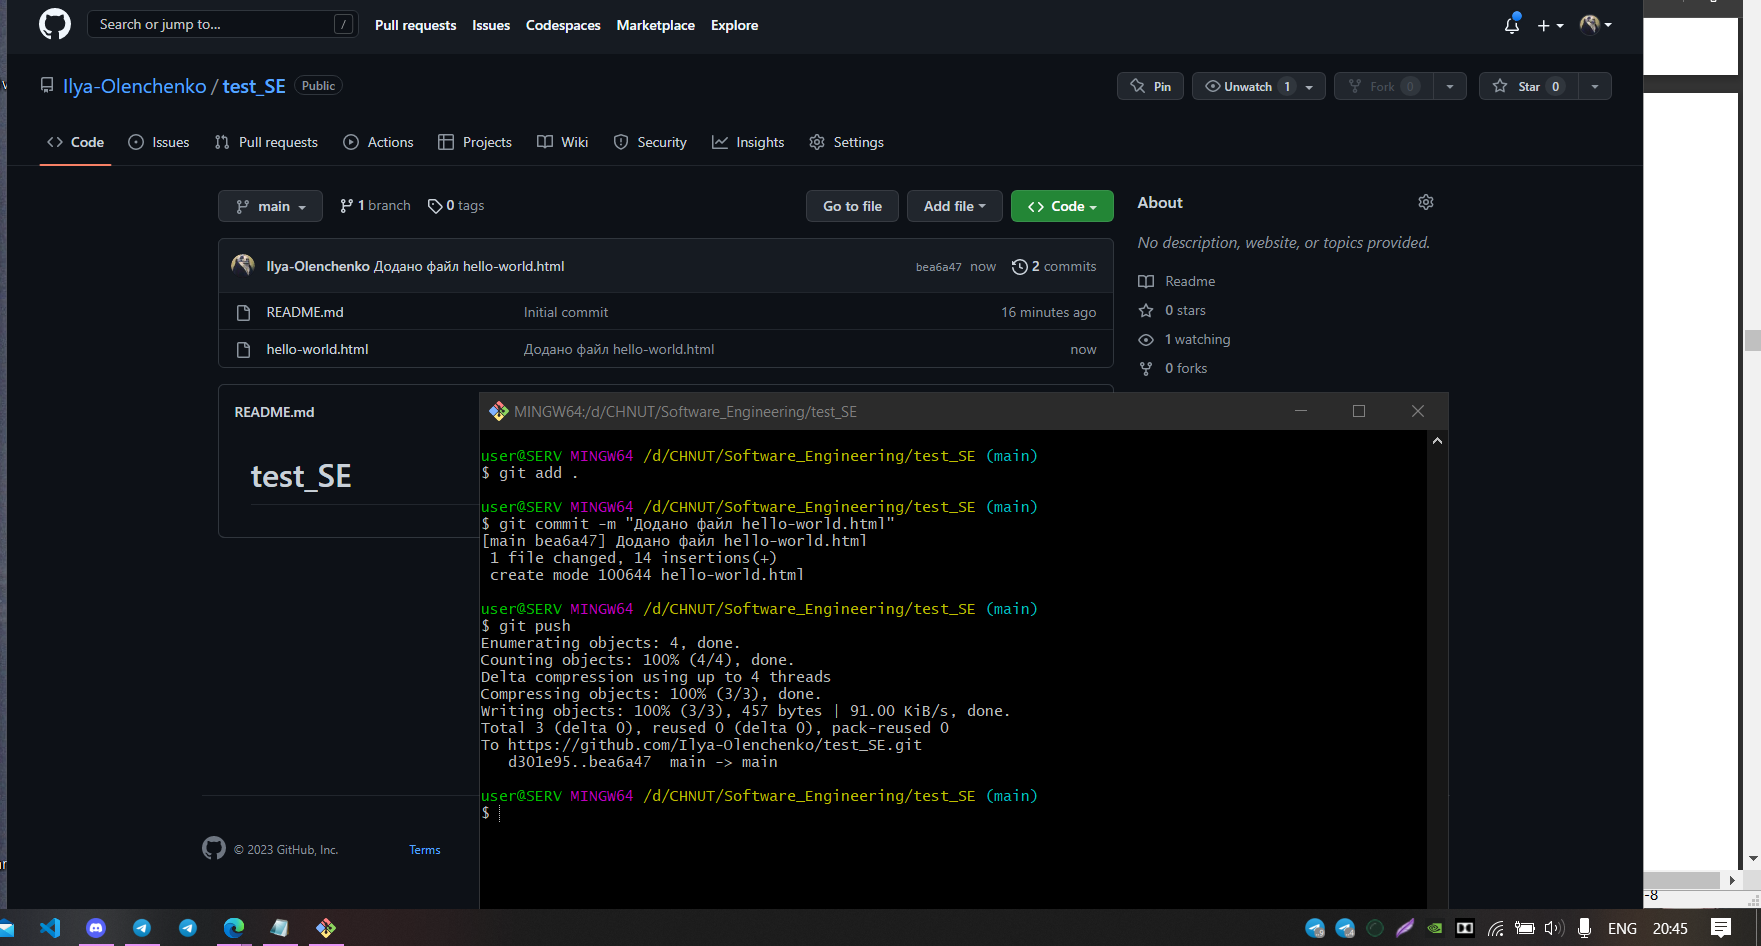 Search or jump to... /
Pull requests Issues Codespaces Marketplace Explore
Ilya-Olenchenko / test_SE Public
Pin Unwatch 1 Fork 0 Star 0
Code Issues Pull requests Actions Projects Wiki Security Insights Settings
main 1 branch 0 tags Go to file Add file Code
About
No description, website, or topics provided.
Readme
0 stars
1 watching
0 forks
Ilya-Olenchenko Додано файл hello-world.html bea6a47 now 2 commits
README.md Initial commit 16 minutes ago
hello-world.html Додано файл hello-world.html now
README.md
test_SE
© 2023 GitHub, Inc. Terms
MINGW64:/d/CHNUT/Software_Engineering/test_SE
user@SERV MINGW64 /d/CHNUT/Software_Engineering/test_SE (main)
$ git add .
user@SERV MINGW64 /d/CHNUT/Software_Engineering/test_SE (main)
$ git commit -m "Додано файл hello-world.html"
[main bea6a47] Додано файл hello-world.html
1 file changed, 14 insertions(+)
create mode 100644 hello-world.html
user@SERV MINGW64 /d/CHNUT/Software_Engineering/test_SE (main)
$ git push
Enumerating objects: 4, done.
Counting objects: 100% (4/4), done.
Delta compression using up to 4 threads
Compressing objects: 100% (3/3), done.
Writing objects: 100% (3/3), 457 bytes | 91.00 KiB/s, done.
Total 3 (delta 0), reused 0 (delta 0), pack-reused 0
To https://github.com/Ilya-Olenchenko/test_SE.git
d301e95..bea6a47 main -> main
user@SERV MINGW64 /d/CHNUT/Software_Engineering/test_SE (main)
$
-8
ENG 20:45